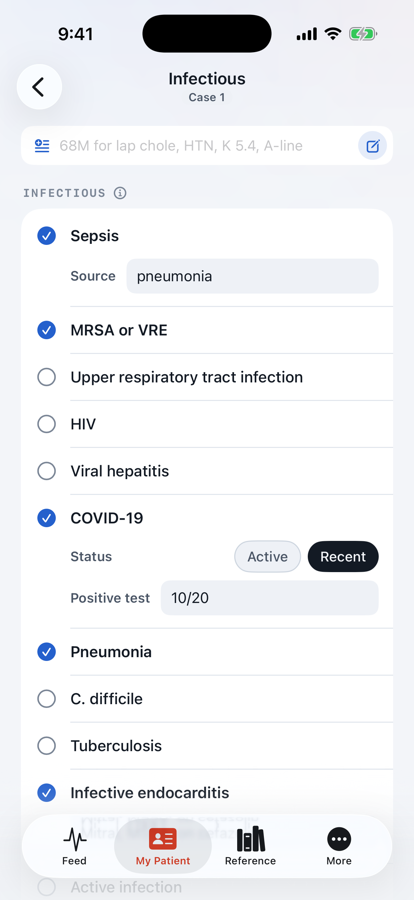 9:41
Infectious
Case 1
68M for lap chole, HTN, K 5.4, A-line
INFECTIOUS
Sepsis
Source pneumonia
MRSA or VRE
Upper respiratory tract infection
HIV
Viral hepatitis
COVID-19
Status Active Recent
Positive test 10/20
Pneumonia
C. difficile
Tuberculosis
Infective endocarditis
Feed My Patient Reference More
Active infection